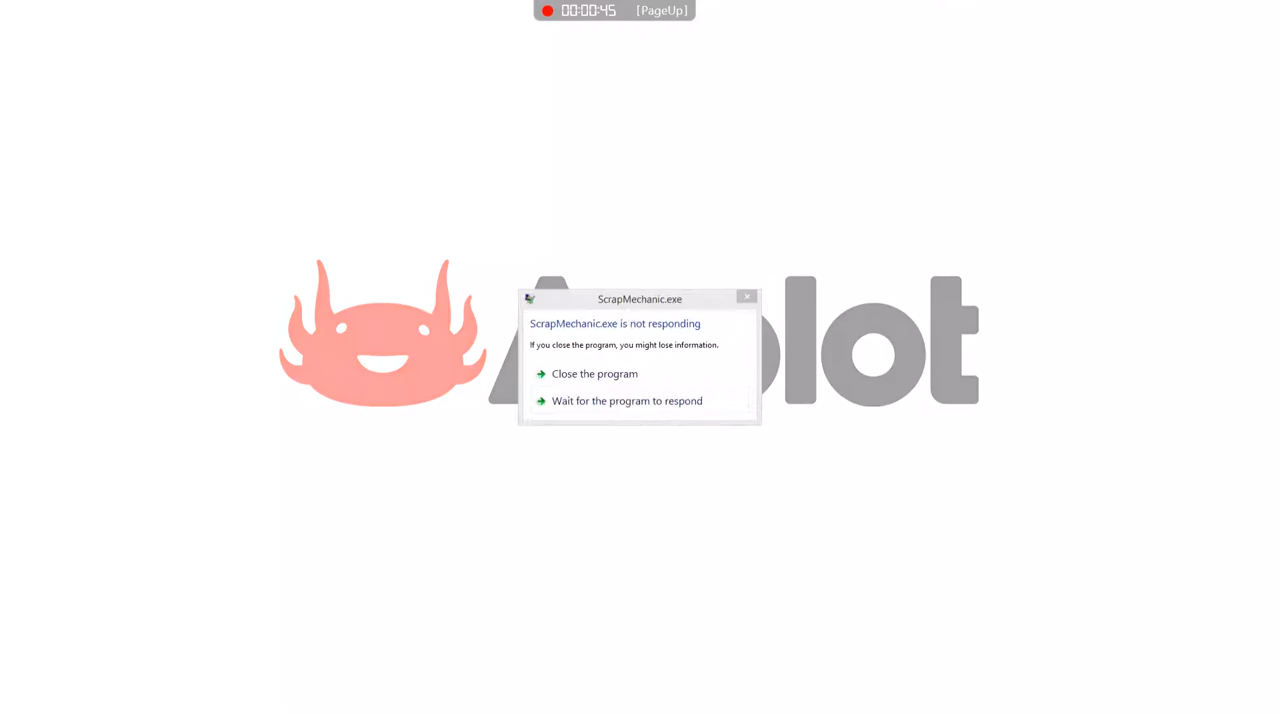 00:00:45 [PageUp]
ScrapMechanic.exe
ScrapMechanic.exe is not responding
If you close the program, you might lose information.
Close the program
Wait for the program to respond